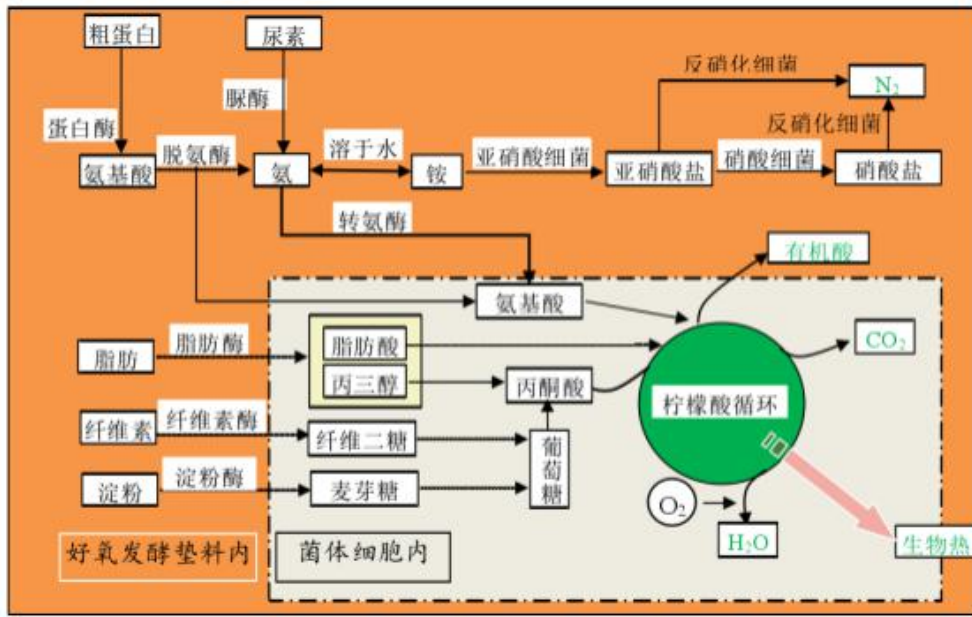 粗蛋白
尿素
反硝化细菌
N₂
脲酶
蛋白酶
反硝化细菌
脱氨酶
溶于水
亚硝酸细菌
硝酸细菌
氨基酸
氨
铵
亚硝酸盐
硝酸盐
转氨酶
有机酸
氨基酸
脂肪
脂肪酶
脂肪酸
CO₂
丙三醇
丙酮酸
柠檬酸循环
纤维素
纤维素酶
纤维二糖
葡萄糖
淀粉
淀粉酶
麦芽糖
O₂
H₂O
生物热
好氧发酵垫料内
菌体细胞内